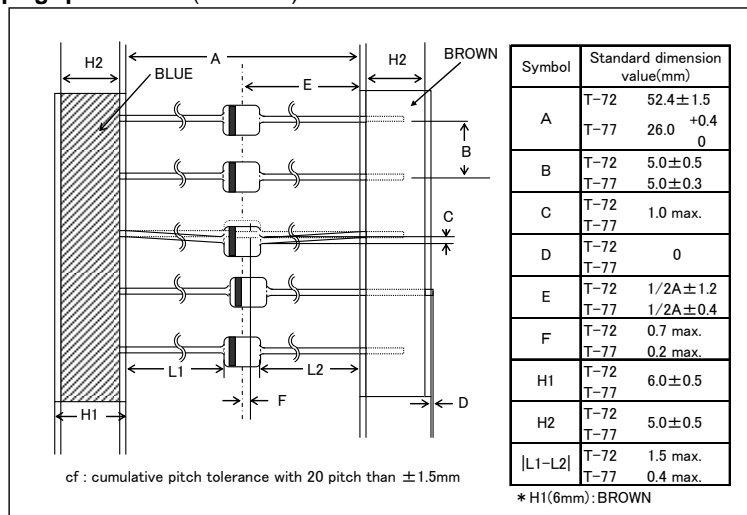 H2
A
H2
BROWN
BLUE
E
B
C
L1
L2
F
D
H1
cf : cumulative pitch tolerance with 20 pitch than ±1.5mm
Symbol Standard dimension value(mm)
A T-72 52.4±1.5
T-77 26.0 +0.4 0
B T-72 5.0±0.5
T-77 5.0±0.3
C T-72 1.0 max.
T-77
D T-72 0
T-77
E T-72 1/2A±1.2
T-77 1/2A±0.4
F T-72 0.7 max.
T-77 0.2 max.
H1 T-72 6.0±0.5
T-77
H2 T-72 5.0±0.5
T-77
|L1-L2| T-72 1.5 max.
T-77 0.4 max.
*H1(6mm):BROWN